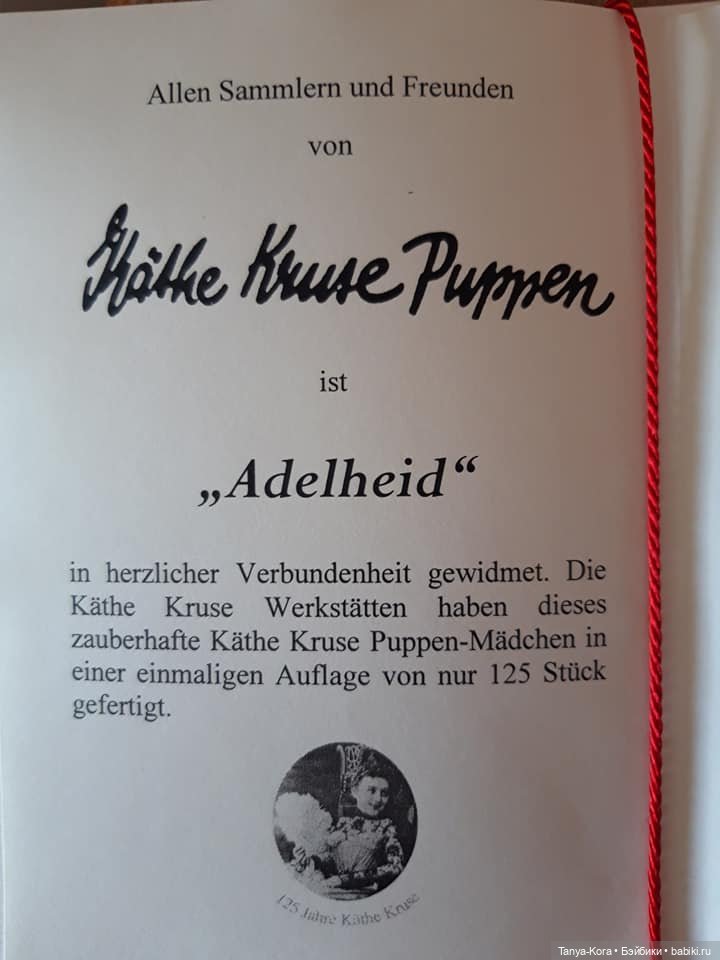 Allen Sammlern und Freunden
von
Käthe Kruse Puppen
ist
„Adelheid“
in herzlicher Verbundenheit gewidmet. Die
Käthe Kruse Werkstätten haben dieses
zauberhafte Käthe Kruse Puppen-Mädchen in
einer einmaligen Auflage von nur 125 Stück
gefertigt.
125 Jahre Käthe Kruse
Tanya-Kora • Бэйбики • babiki.ru